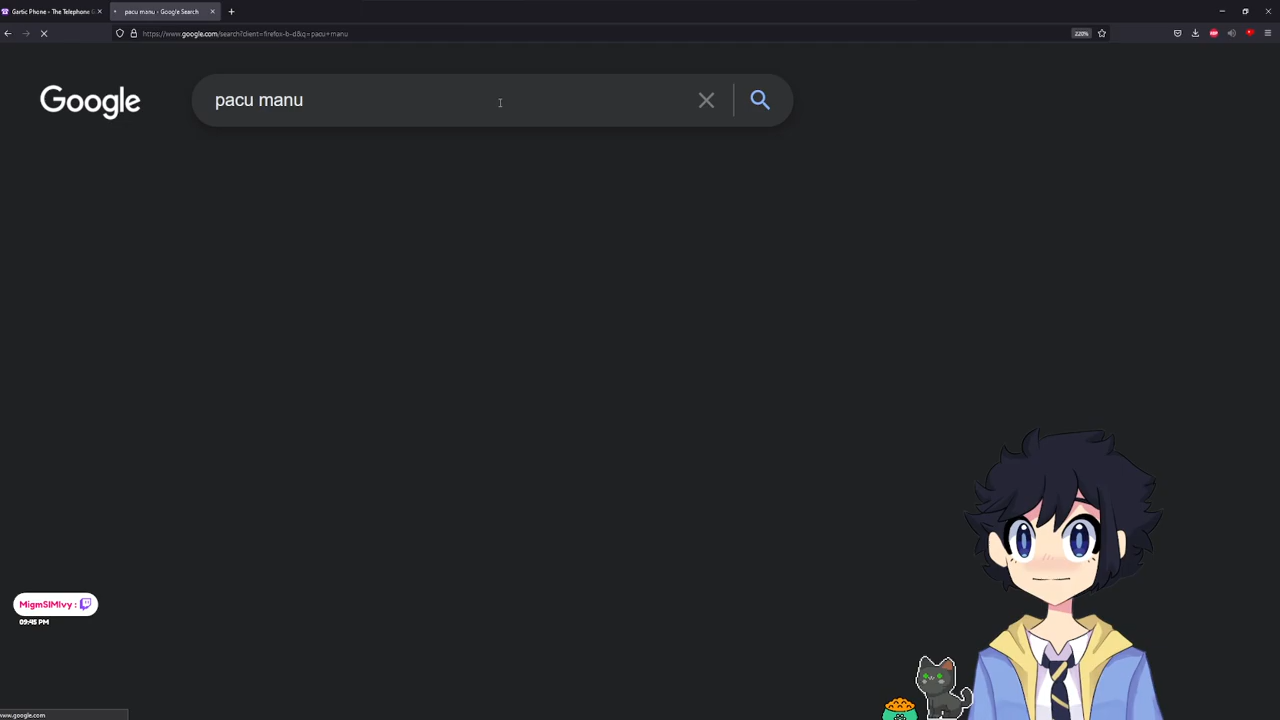 Gartic Phone - The Telephone
pacu manu - Google Search
https://www.google.com/search?client=firefox-b-d&q=pacu+manu
220%
Google
pacu manu
MigmSIMIvy :
09:45 PM
www.google.com